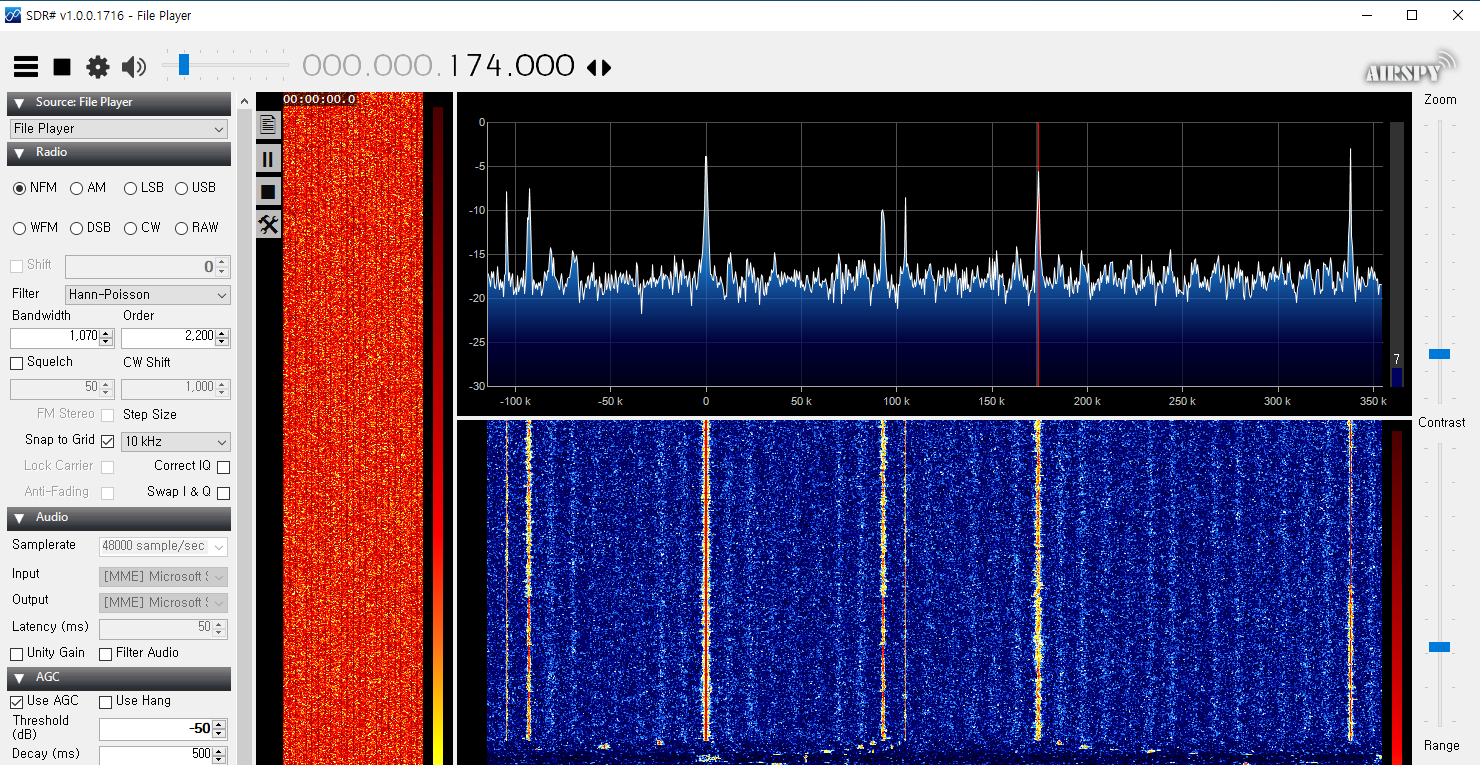 SDR# v1.0.0.1716 - File Player
000.000.174.000
AIRSPY
Source: File Player
File Player
Radio
NFM AM LSB USB
WFM DSB CW RAW
Shift 0
Filter Hann-Poisson
Bandwidth Order
1,070 2,200
Squelch CW Shift
50 1,000
FM Stereo Step Size
Snap to Grid 10 kHz
Lock Carrier Correct IQ
Anti-Fading Swap I & Q
Audio
Samplerate 48000 sample/sec
Input [MME] Microsoft S
Output [MME] Microsoft S
Latency (ms) 50
Unity Gain Filter Audio
AGC
Use AGC Use Hang
Threshold
(dB) -50
Decay (ms) 500
00:00:00.0
0
-5
-10
-15
-20
-25
-30
-100 k -50 k 0 50 k 100 k 150 k 200 k 250 k 300 k 350 k
7
Zoom
Contrast
Range